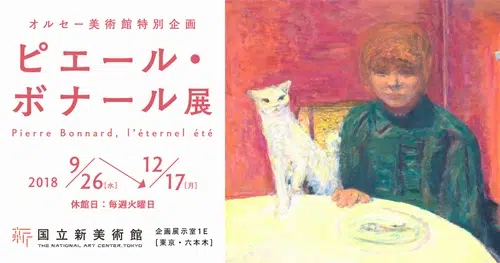 オルセー美術館特別企画
ピエール・
ボナール展
Pierre Bonnard, l'éternel été
2018 9/26[水] 12/17[月]
休館日：毎週火曜日
新 国立新美術館 企画展示室1E
THE NATIONAL ART CENTER, TOKYO [東京・六本木]